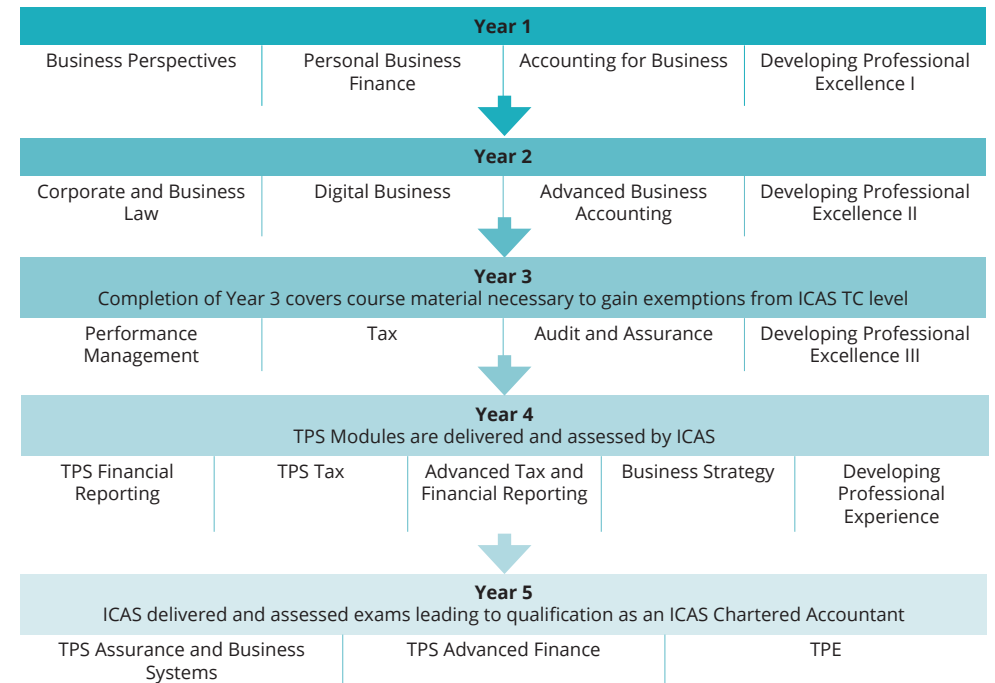 Year 1
Business Perspectives
Personal Business
Finance
Accounting for Business
Developing Professional
Excellence I
Year 2
Corporate and Business
Law
Digital Business
Advanced Business
Accounting
Developing Professional
Excellence II
Year 3
Completion of Year 3 covers course material necessary to gain exemptions from ICAS TC level
Performance
Management
Tax
Audit and Assurance
Developing Professional
Excellence III
Year 4
TPS Modules are delivered and assessed by ICAS
TPS Financial
Reporting
TPS Tax
Advanced Tax and
Financial Reporting
Business Strategy
Developing
Professional
Experience
Year 5
ICAS delivered and assessed exams leading to qualification as an ICAS Chartered Accountant
TPS Assurance and Business
Systems
TPS Advanced Finance
TPE